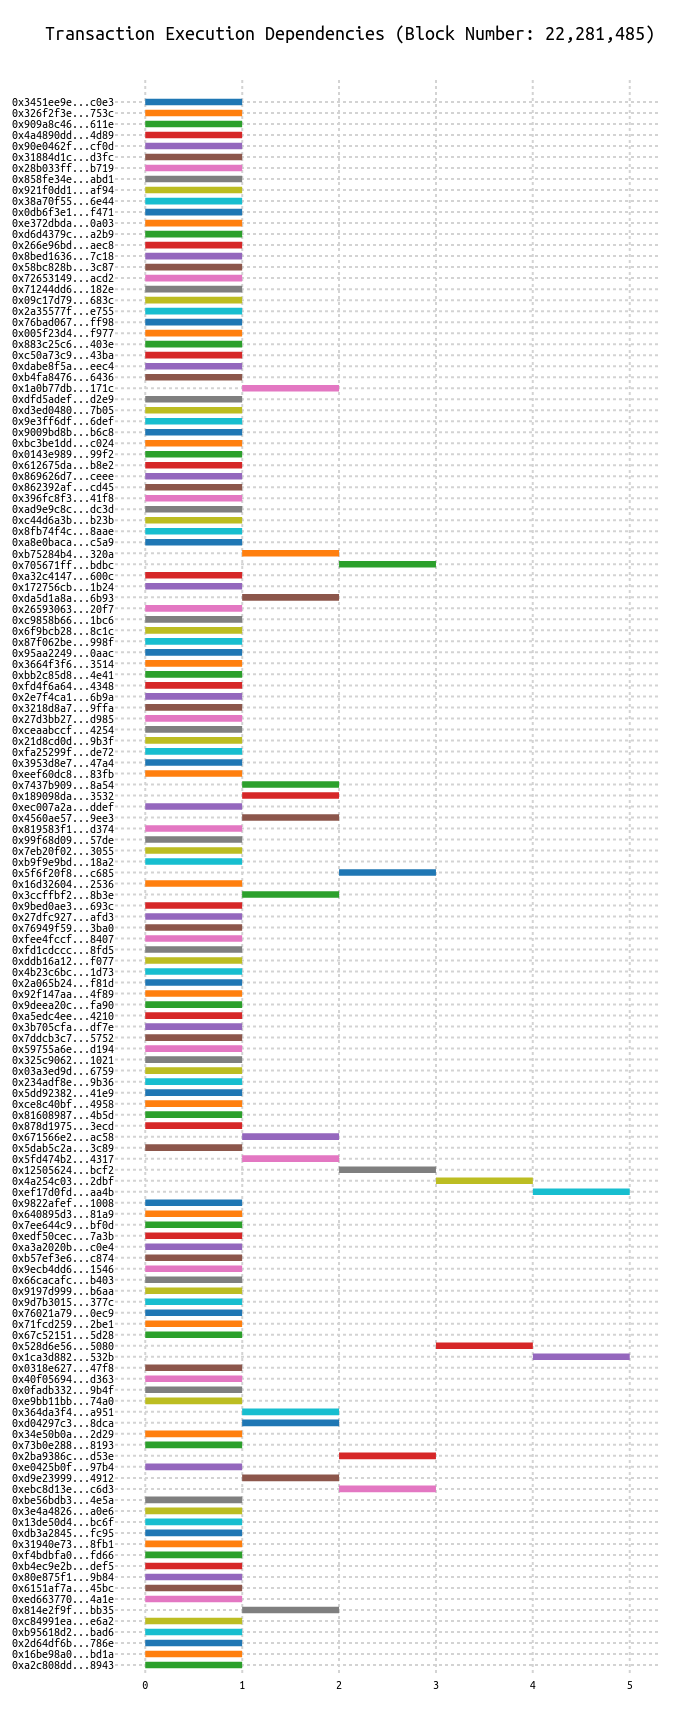 Transaction Execution Dependencies (Block Number: 22,281,485)
0x3451ee9e...c0e3
0x326f2f3e...753c
0x909a8c46...611e
0x4a4890dd...4d89
0x90e0462f...cf0d
0x31884d1c...d3fc
0x28b033ff...b719
0x858fe34e...abd1
0x921f0dd1...af94
0x38a70f55...6e44
0x0db6f3e1...f471
0xe372dbda...0a03
0xd6d4379c...a2b9
0x266e96bd...aec8
0x8bed1636...7c18
0x58bc828b...3c87
0x72653149...acd2
0x71244dd6...182e
0x09c17d79...683c
0x2a35577f...e755
0x76bad067...ff98
0x005f23d4...f977
0x883c25c6...403e
0xc50a73c9...43ba
0xdabe8f5a...eec4
0xb4fa8476...6436
0x1a0b77db...171c
0xdfd5adef...d2e9
0xd3ed0480...7b05
0x9e3ff6df...6def
0x9009bd8b...b6c8
0xbc3be1dd...c024
0x0143e989...99f2
0x612675da...b8e2
0x869626d7...ceee
0x862392af...cd45
0x396fc8f3...41f8
0xad9e9c8c...dc3d
0xc44d6a3b...b23b
0x8fb74f4c...8aae
0xa8e0baca...c5a9
0xb75284b4...320a
0x705671ff...bdbc
0xa32c4147...600c
0x172756cb...1b24
0xda5d1a8a...6b93
0x26593063...20f7
0xc9858b66...1bc6
0x6f9bcb28...8c1c
0x87f062be...998f
0x95aa2249...0aac
0x3664f3f6...3514
0xbb2c85d8...4e41
0xfd4f6a64...4348
0x2e7f4ca1...6b9a
0x3218d8a7...9ffa
0x27d3bb27...d985
0xceaabccf...4254
0x21d8cd0d...9b3f
0xfa25299f...de72
0x3953d8e7...47a4
0xeef60dc8...83fb
0x7437b909...8a54
0x189098da...3532
0xec007a2a...ddef
0x4560ae57...9ee3
0x819583f1...d374
0x99f68d09...57de
0x7eb20f02...3055
0xb9f9e9bd...18a2
0x5f6f20f8...c685
0x16d32604...2536
0x3ccffbf2...8b3e
0x9bed0ae3...693c
0x27dfc927...afd3
0x76949f59...3ba0
0xfee4fccf...8407
0xfd1cdccc...8fd5
0xddb16a12...f077
0x4b23c6bc...1d73
0x2a065b24...f81d
0x92f147aa...4f89
0x9deea20c...fa90
0xa5edc4ee...4210
0x3b705cfa...df7e
0x7ddcb3c7...5752
0x59755a6e...d194
0x325c9062...1021
0x03a3ed9d...6759
0x234adf8e...9b36
0x5dd92382...41e9
0xce8c40bf...4958
0x81608987...4b5d
0x878d1975...3ecd
0x671566e2...ac58
0x5dab5c2a...3c89
0x5fd474b2...4317
0x12505624...bcf2
0x4a254c03...2dbf
0xef17d0fd...aa4b
0x9822afef...1008
0x640895d3...81a9
0x7ee644c9...bf0d
0xedf50cec...7a3b
0xa3a2020b...c0e4
0xb57ef3e6...c874
0x9ecb4dd6...1546
0x66cacafc...b403
0x9197d999...b6aa
0x9d7b3015...377c
0x76021a79...0ec9
0x71fcd259...2be1
0x67c52151...5d28
0x528d6e56...5080
0x1ca3d882...532b
0x0318e627...47f8
0x40f05694...d363
0x0fadb332...9b4f
0xe9bb11bb...74a0
0x364da3f4...a951
0xd04297c3...8dca
0x34e50b0a...2d29
0x73b0e288...8193
0x2ba9386c...d53e
0xe0425b0f...97b4
0xd9e23999...4912
0xebc8d13e...c6d3
0xbe56bdb3...4e5a
0x3e4a4826...a0e6
0x13de50d4...bc6f
0xdb3a2845...fc95
0x31940e73...8fb1
0xf4bdbfa0...fd66
0xb4ec9e2b...def5
0x80e875f1...9b84
0x6151af7a...45bc
0xed663770...4a1e
0x814e2f9f...bb35
0xc84991ea...e6a2
0xb95618d2...bad6
0x2d64df6b...786e
0x16be98a0...bd1a
0xa2c808dd...8943
0 1 2 3 4 5